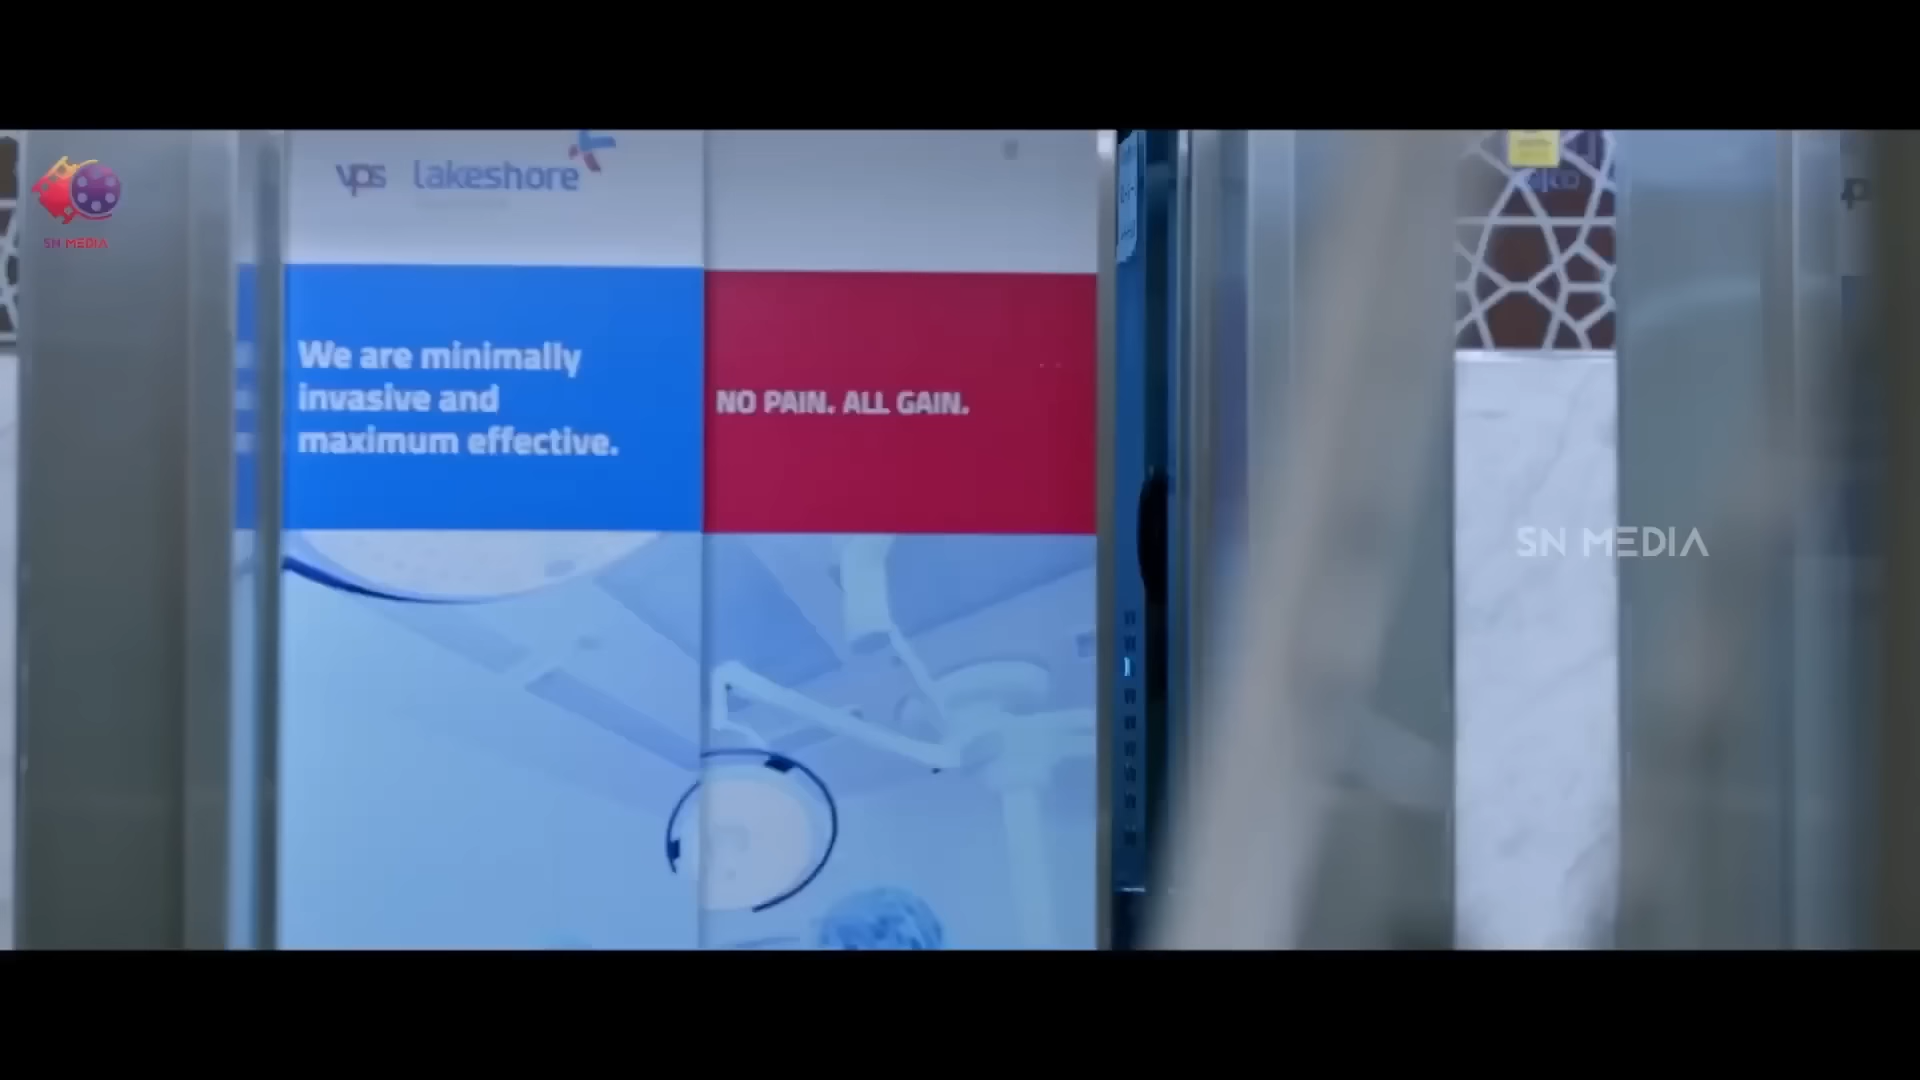 vps lakeshore
SN MEDIA
We are minimally
invasive and
maximum effective.
NO PAIN. ALL GAIN.
SN MEDIA